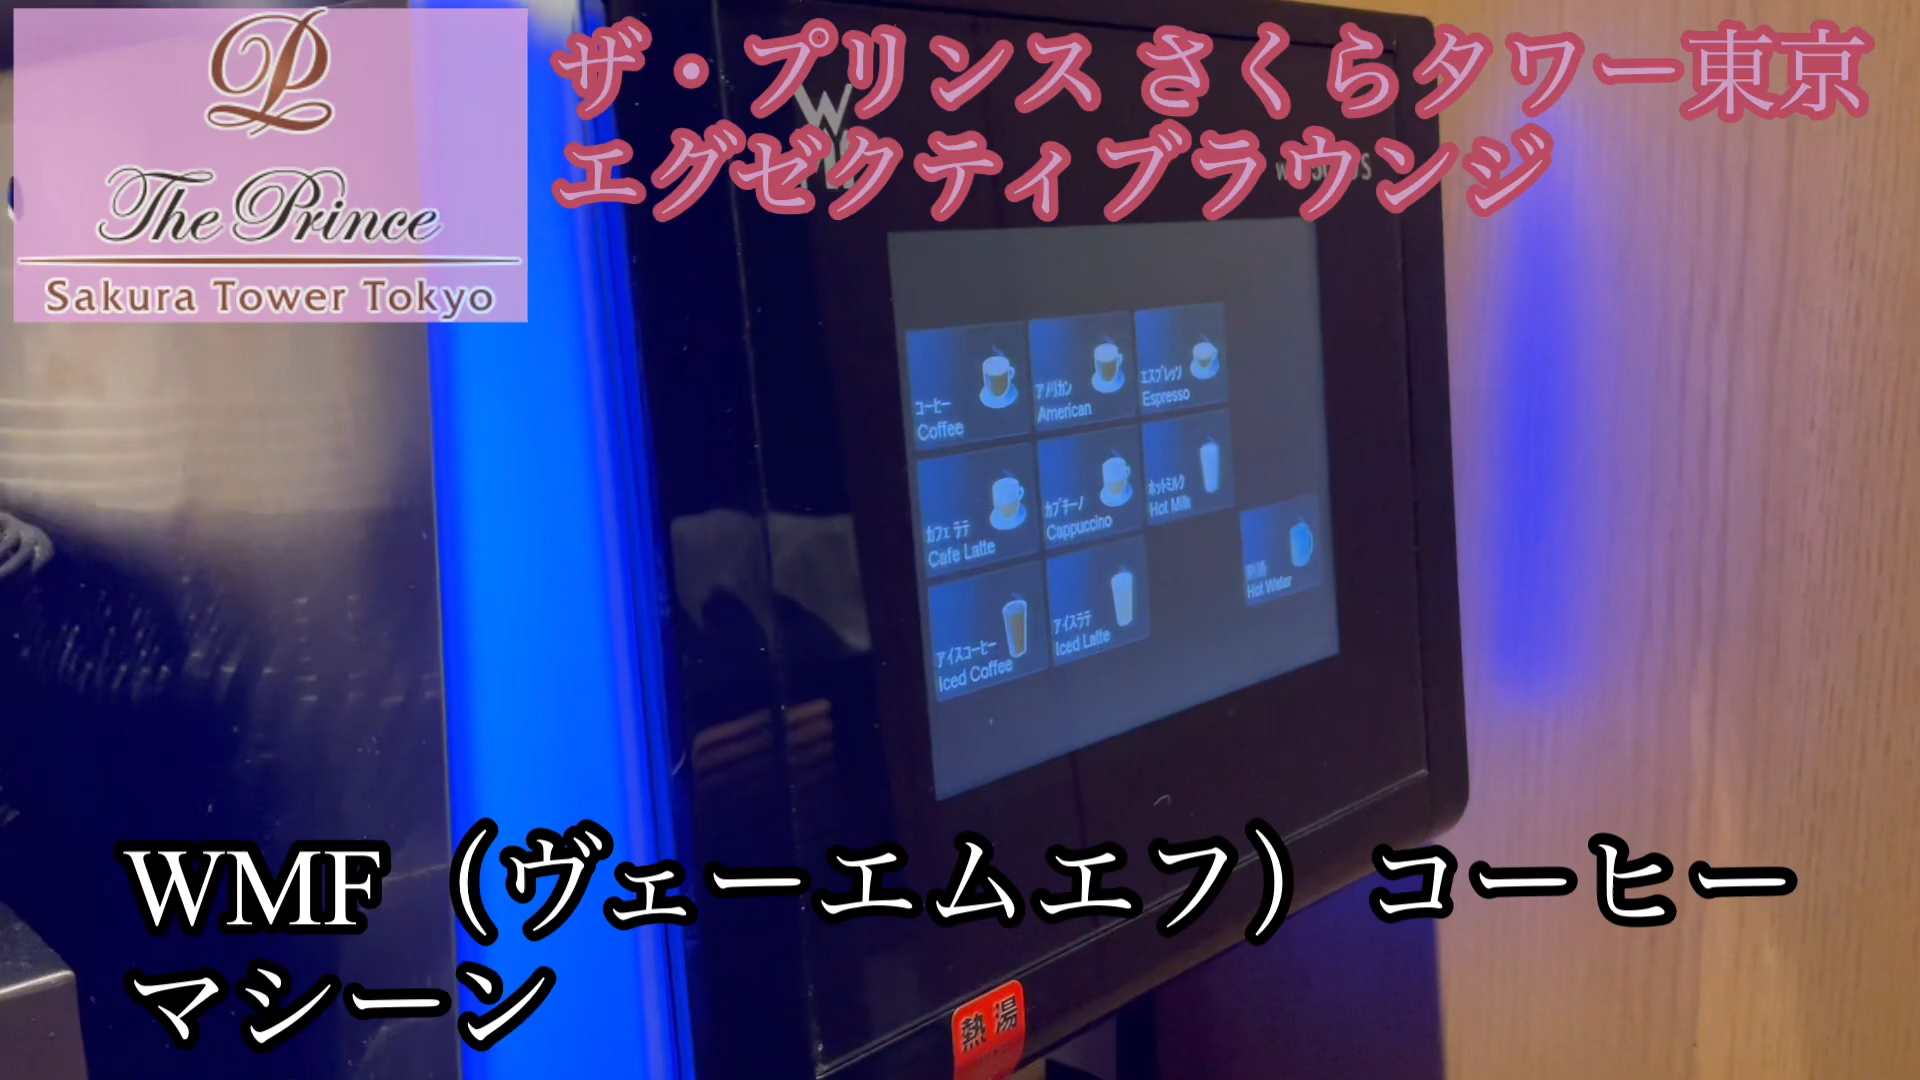 The Prince
Sakura Tower Tokyo
ザ・プリンス さくらタワー東京
エグゼクティブラウンジ
コーヒー
Coffee
アメリカン
American
エスプレッソ
Espresso
カフェ ラテ
Cafe Latte
カプチーノ
Cappuccino
ホットミルク
Hot Milk
アイスコーヒー
Iced Coffee
アイスラテ
Iced Latte
Hot Water
WMF（ヴェーエムエフ）コーヒー
マシーン
熱湯